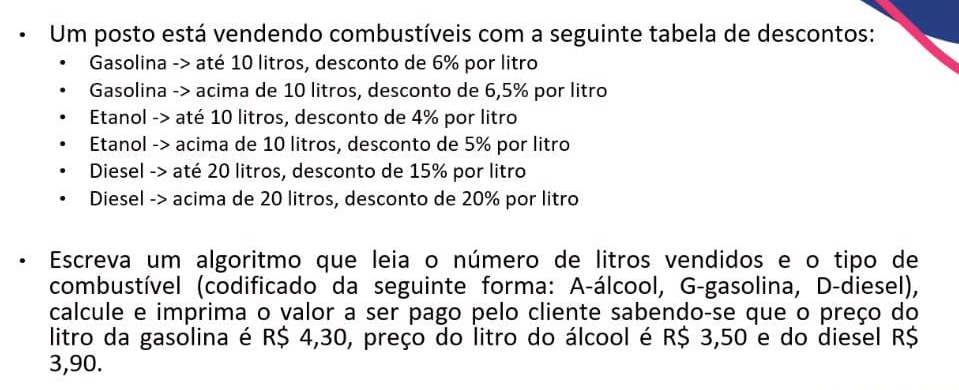 • Um posto está vendendo combustíveis com a seguinte tabela de descontos:
• Gasolina -> até 10 litros, desconto de 6% por litro
• Gasolina -> acima de 10 litros, desconto de 6,5% por litro
• Etanol -> até 10 litros, desconto de 4% por litro
• Etanol -> acima de 10 litros, desconto de 5% por litro
• Diesel -> até 20 litros, desconto de 15% por litro
• Diesel -> acima de 20 litros, desconto de 20% por litro
• Escreva um algoritmo que leia o número de litros vendidos e o tipo de
combustível (codificado da seguinte forma: A-álcool, G-gasolina, D-diesel),
calcule e imprima o valor a ser pago pelo cliente sabendo-se que o preço do
litro da gasolina é R$ 4,30, preço do litro do álcool é R$ 3,50 e do diesel R$
3,90.